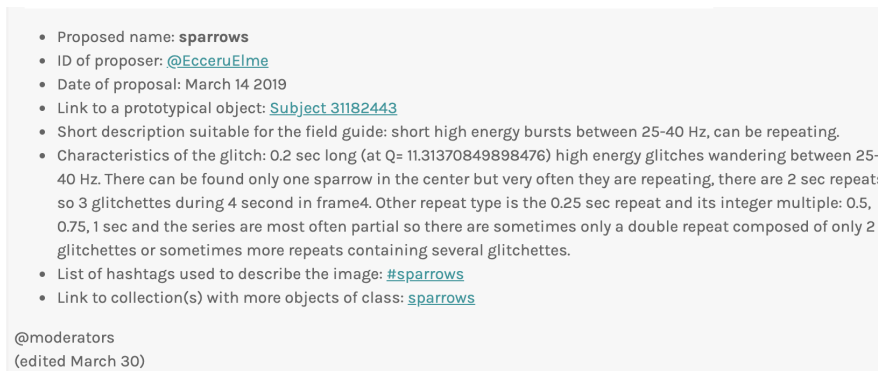 Proposed name: sparrows
ID of proposer: @EcceruElme
Date of proposal: March 14 2019
Link to a prototypical object: Subject 31182443
Short description suitable for the field guide: short high energy bursts between 25-40 Hz, can be repeating.
Characteristics of the glitch: 0.2 sec long (at Q= 11.31370849898476) high energy glitches wandering between 25-
40 Hz. There can be found only one sparrow in the center but very often they are repeating, there are 2 sec repeats
so 3 glitchettes during 4 second in frame4. Other repeat type is the 0.25 sec repeat and its integer multiple: 0.5,
0.75, 1 sec and the series are most often partial so there are sometimes only a double repeat composed of only 2
glitchettes or sometimes more repeats containing several glitchettes.
List of hashtags used to describe the image: #sparrows
Link to collection(s) with more objects of class: sparrows
@moderators
(edited March 30)